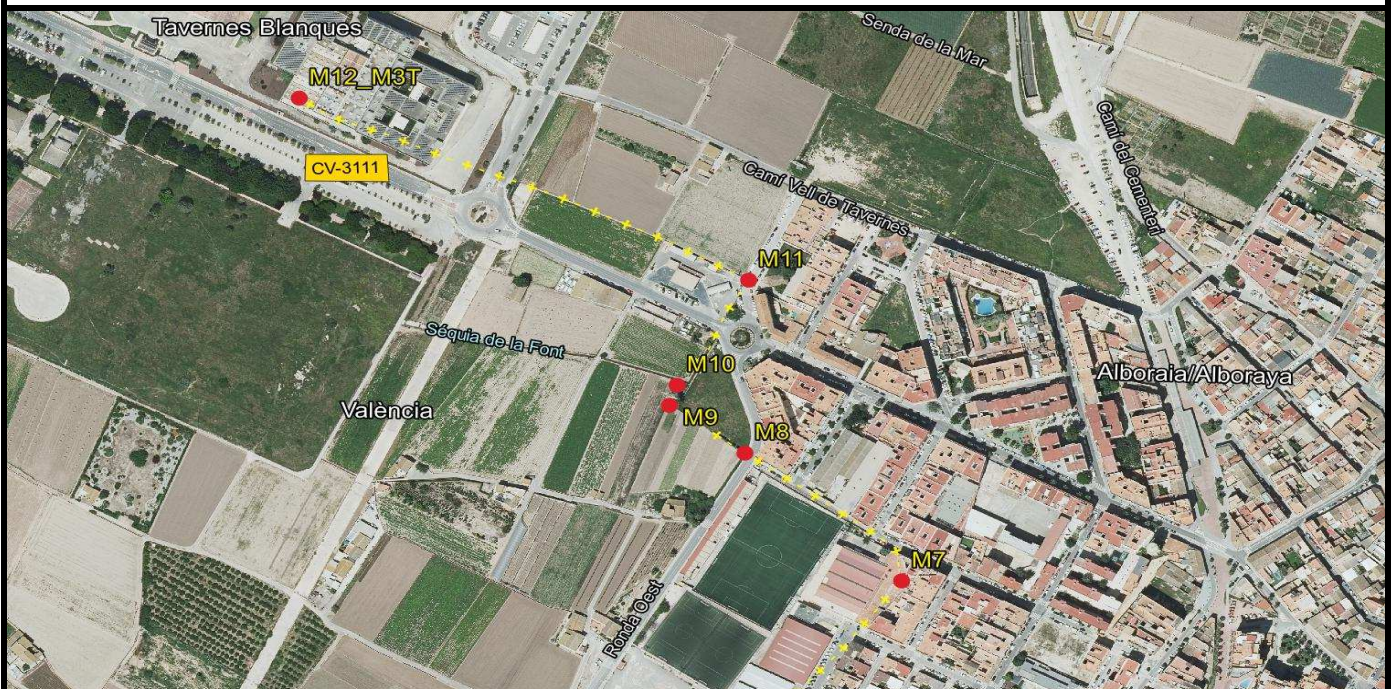 Tavernes Blanques
Senda de la Mar
M12_M3T
CV-3111
Camí del Cementeri
Camí Vell de Tavernes
M11
Séquia de la Font
M10
Alboraia/Alboraya
València
M9
M8
M7
Ronda Oest